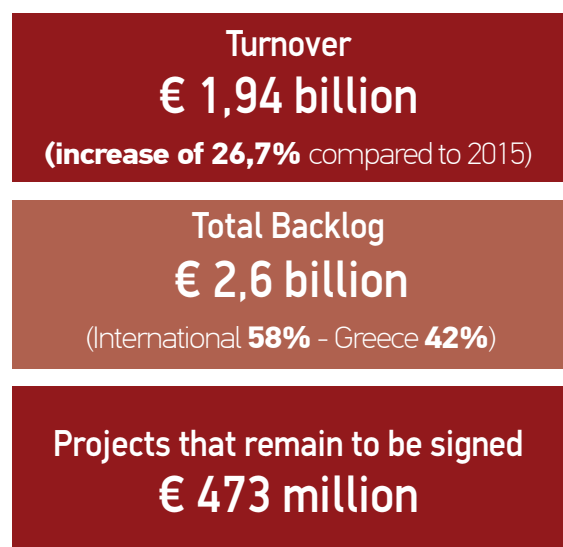 Turnover
€ 1,94 billion
(increase of 26,7% compared to 2015)
Total Backlog
€ 2,6 billion
(International 58% - Greece 42%)
Projects that remain to be signed
€ 473 million